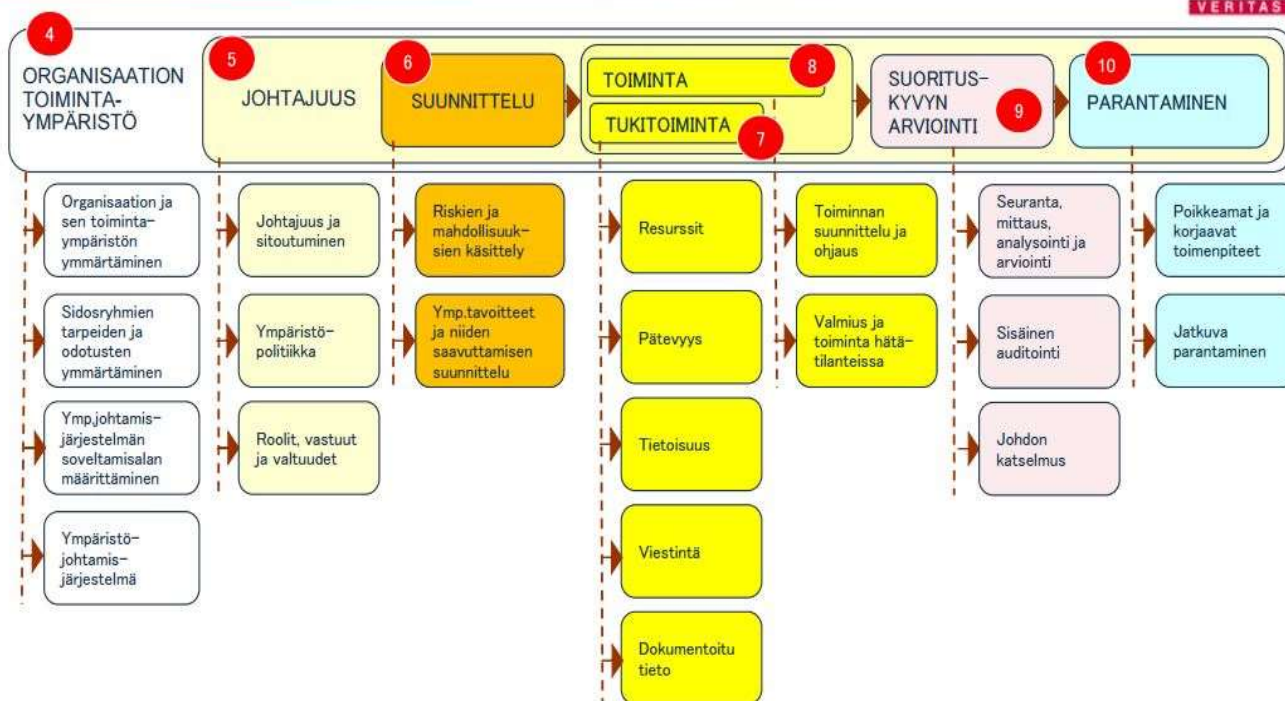 VERITAS
4
ORGANISAATION
TOIMINTA-
YMPÄRISTÖ
5
JOHTAJUUS
6
SUUNNITTELU
8
TOIMINTA
TUKITOIMINTA
7
SUORITUS-
KYVYN
ARVIOINTI
9
10
PARANTAMINEN
Organisaation ja
sen toiminta-
ympäristön
ymmärtäminen
Sidosryhmien
tarpeiden ja
odotusten
ymmärtäminen
Ymp.johtamis-
järjestelmän
soveltamisalan
määrittäminen
Ympäristö-
johtamis-
järjestelmä
Johtajuus ja
sitoutuminen
Ympäristö-
politiikka
Roolit, vastuut
ja valtuudet
Riskien ja
mahdollisuuk-
sien käsittely
Ymp.tavoitteet
ja niiden
saavuttamisen
suunnittelu
Resurssit
Pätevyys
Tietoisuus
Viestintä
Dokumentoitu
tieto
Toiminnan
suunnittelu ja
ohjaus
Valmius ja
toiminta hätä-
tilanteissa
Seuranta,
mittaus,
analysointi ja
arviointi
Sisäinen
auditointi
Johdon
katselmus
Poikkeamat ja
korjaavat
toimenpiteet
Jatkuva
parantaminen